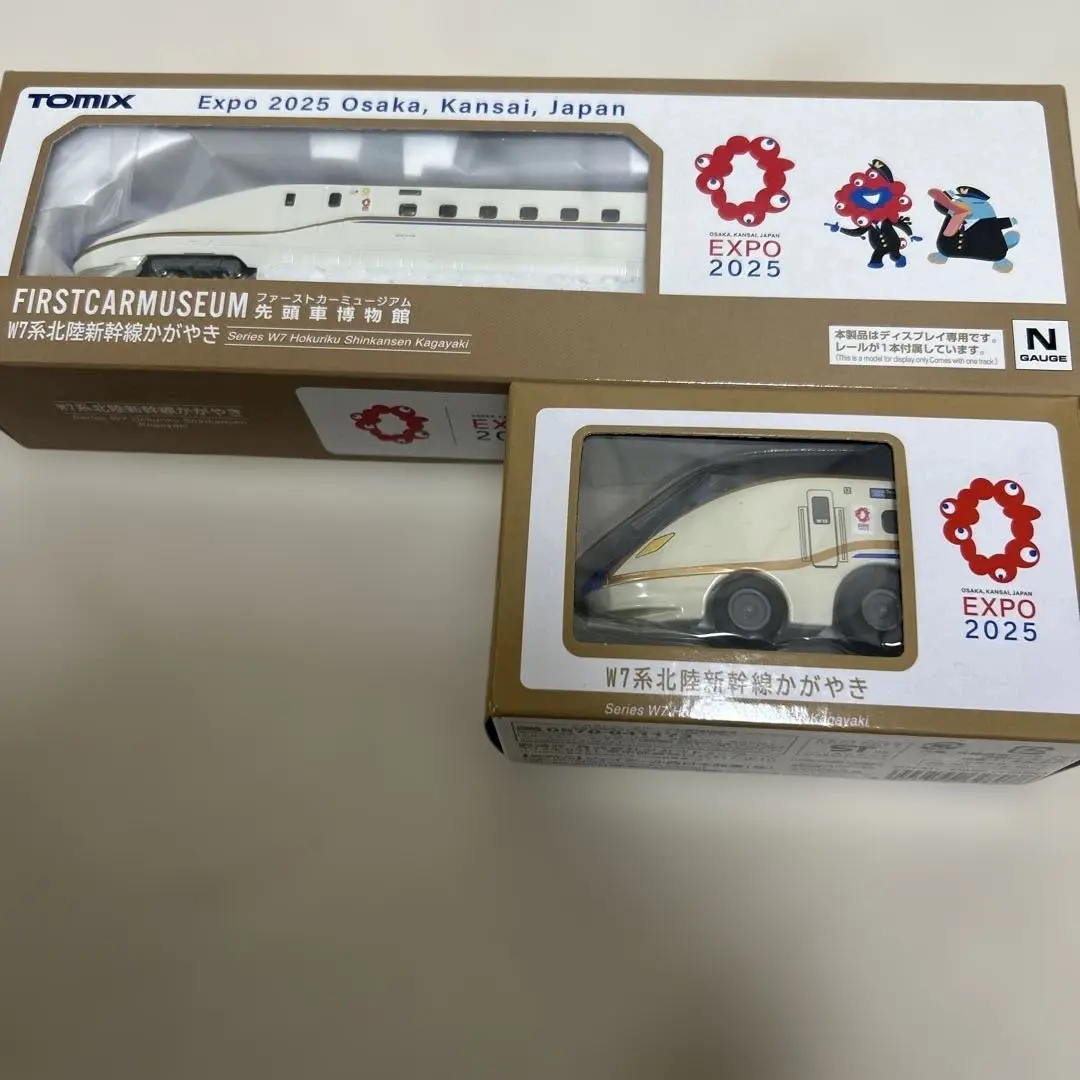 TOMIX
Expo 2025 Osaka, Kansai, Japan
OSAKA, KANSAI, JAPAN
EXPO
2025
FIRSTCARMUSEUM
ファーストカーミュージアム
先頭車博物館
W7系北陸新幹線かがやき
Series W7 Hokuriku Shinkansen Kagayaki
本製品はディスプレイ専用です。
レールが1本付属しています。
(This is a model for display only.Comes with one track.)
N
GAUGE
W7系北陸新幹線かがやき
Series W7 Hokuriku Shinkansen
Kagayaki
W7
OSAKA, KANSAI, JAPAN
EXPO
2025
W7系北陸新幹線かがやき
Series W7
Kagayaki
ST